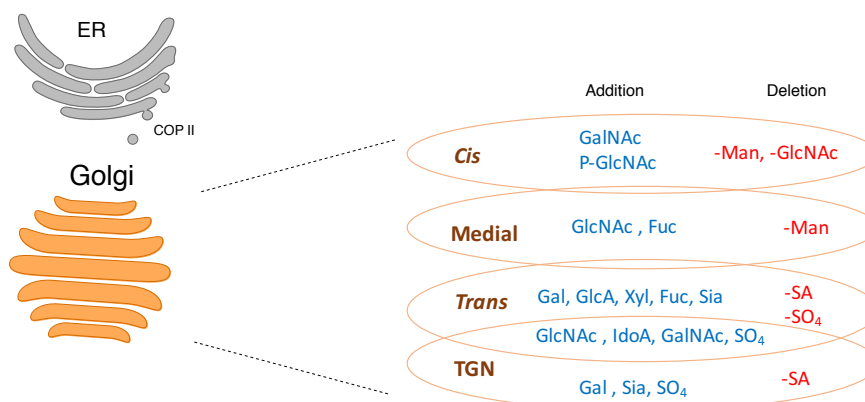 ER
COP II
Golgi
Addition Deletion
Cis GalNAc -Man, -GlcNAc
P-GlcNAc
Medial GlcNAc , Fuc -Man
Trans Gal, GlcA, Xyl, Fuc, Sia -SA
-SO₄
GlcNAc , IdoA, GalNAc, SO₄
TGN -SA
Gal , Sia, SO₄